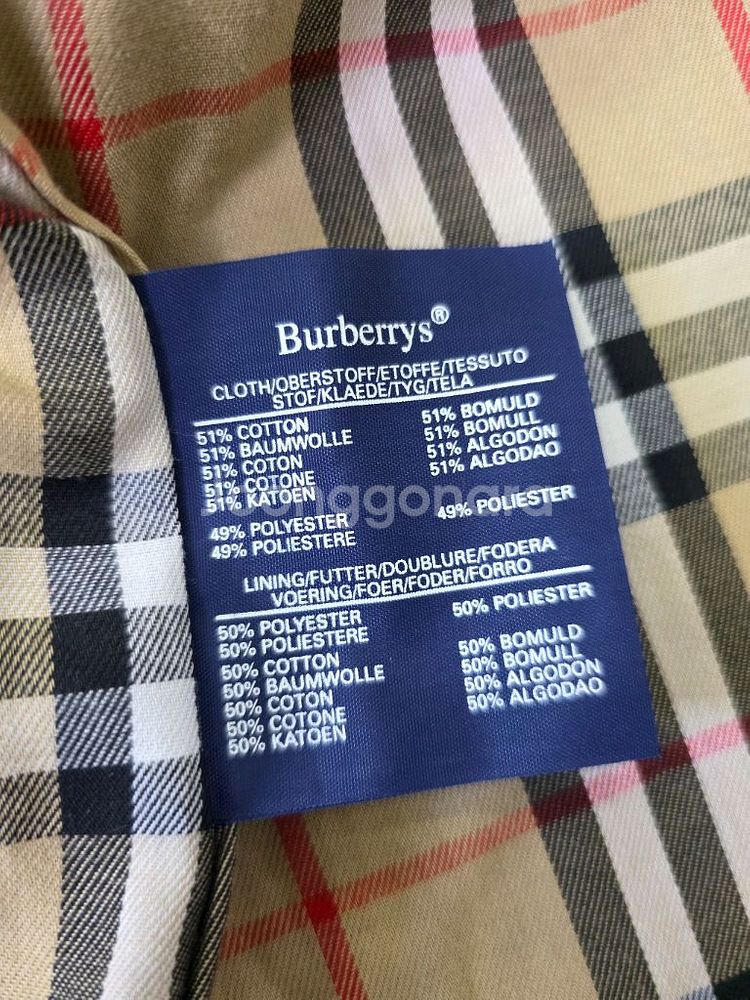 Burberrys®
CLOTH/OBERSTOFF/ETOFFE/TESSUTO
STOF/KLAEDE/TYG/TELA
51% COTTON
51% BAUMWOLLE
51% COTON
51% COTONE
51% KATOEN
49% POLYESTER
49% POLIESTERE
51% BOMULD
51% BOMULL
51% ALGODON
51% ALGODAO
49% POLIESTER
LINING/FUTTER/DOUBLURE/FODERA
VOERING/FOER/FODER/FORRO
50% POLYESTER
50% POLIESTERE
50% COTTON
50% BAUMWOLLE
50% COTON
50% COTONE
50% KATOEN
50% POLIESTER
50% BOMULD
50% BOMULL
50% ALGODON
50% ALGODAO